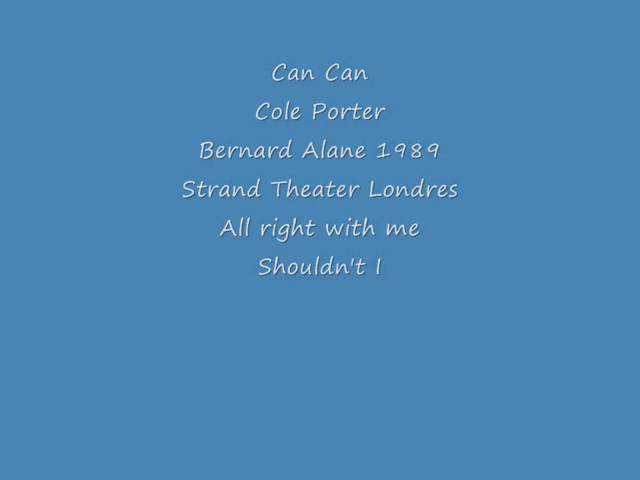 Can Can
Cole Porter
Bernard Alane 1989
Strand Theater Londres
All right with me
Shouldn't I